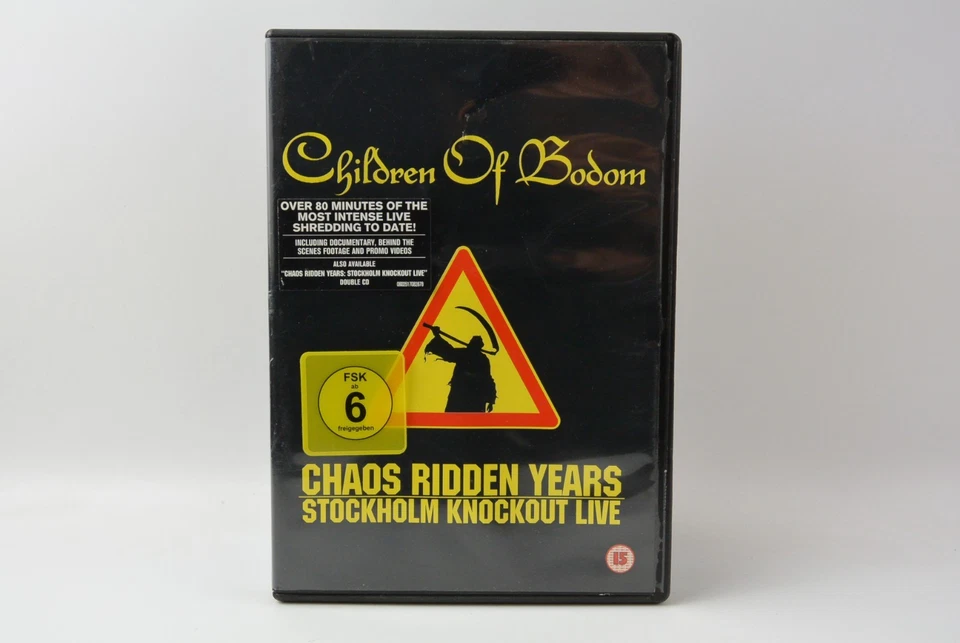 Children Of Bodom
OVER 80 MINUTES OF THE
MOST INTENSE LIVE
SHREDDING TO DATE!
INCLUDING DOCUMENTARY, BEHIND THE
SCENES FOOTAGE AND PROMO VIDEOS
ALSO AVAILABLE
"CHAOS RIDDEN YEARS: STOCKHOLM KNOCKOUT LIVE"
DOUBLE CD
FSK
ab
6
freigegeben
CHAOS RIDDEN YEARS
STOCKHOLM KNOCKOUT LIVE
15